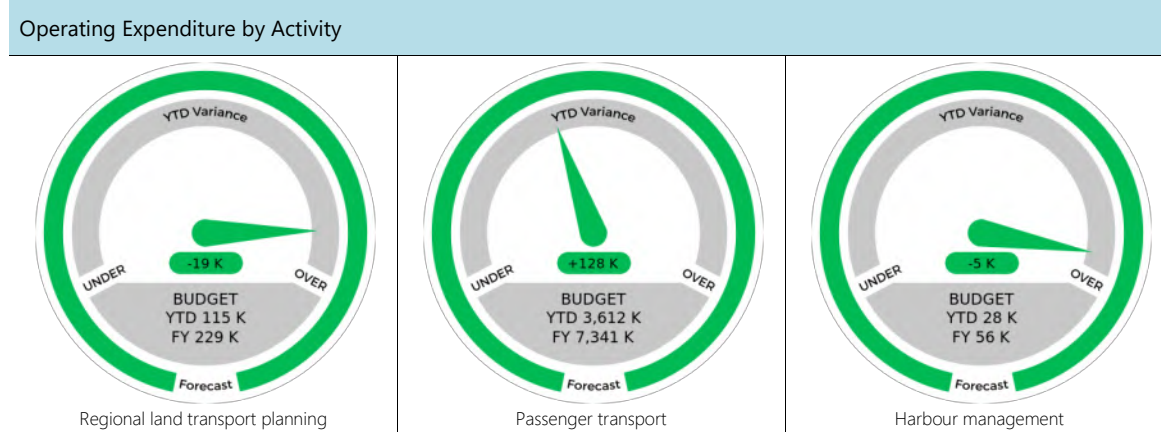 Operating Expenditure by Activity
YTD Variance
-19 K
UNDER
OVER
BUDGET
YTD 115 K
FY 229 K
Forecast
Regional land transport planning
YTD Variance
+128 K
UNDER
OVER
BUDGET
YTD 3,612 K
FY 7,341 K
Forecast
Passenger transport
YTD Variance
-5 K
UNDER
OVER
BUDGET
YTD 28 K
FY 56 K
Forecast
Harbour management